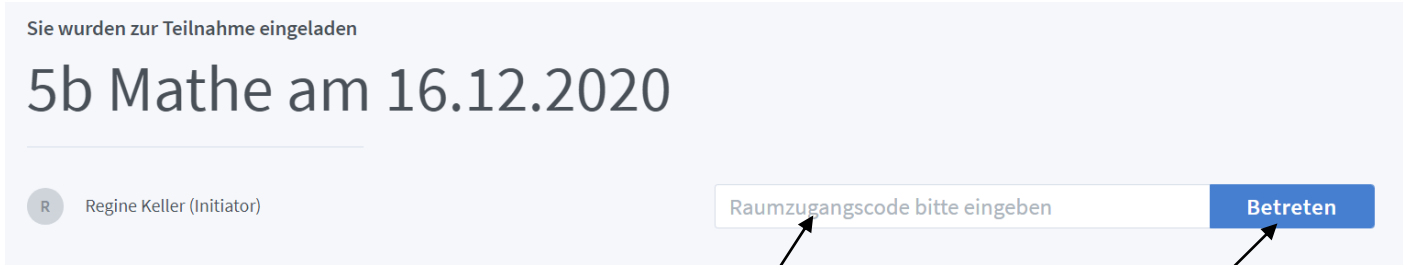 Sie wurden zur Teilnahme eingeladen
5b Mathe am 16.12.2020
R
Regine Keller (Initiator)
Raumzugangscode bitte eingeben
Betreten